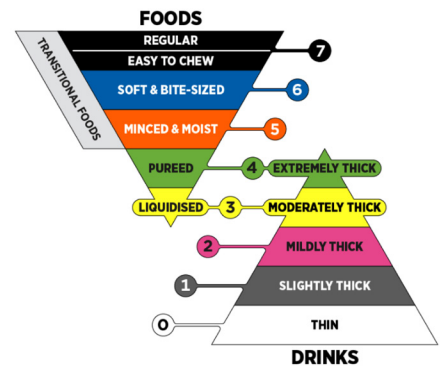 FOODS
TRANSITIONAL FOODS
REGULAR
7
EASY TO CHEW
SOFT & BITE-SIZED
6
MINCED & MOIST
5
PUREED
4
EXTREMELY THICK
LIQUIDISED
3
MODERATELY THICK
2
MILDLY THICK
1
SLIGHTLY THICK
0
THIN
DRINKS